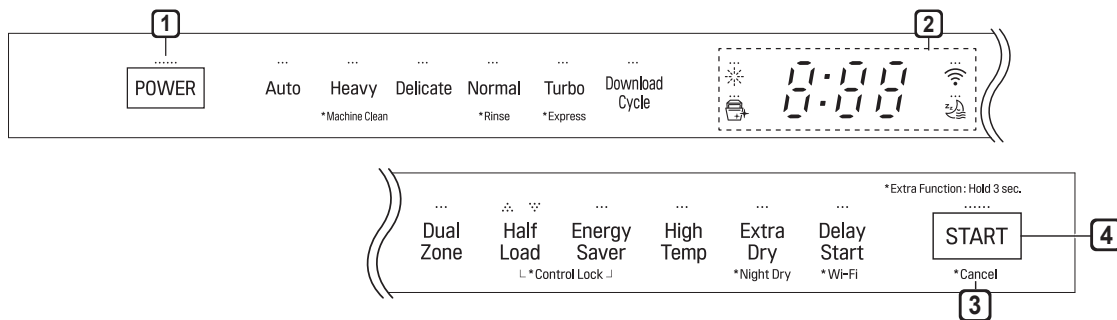 1
2
POWER
Auto
Heavy
*Machine Clean
Delicate
Normal
*Rinse
Turbo
*Express
Download
Cycle
8:88
*Extra Function : Hold 3 sec.
Dual
Zone
Half
Load
Energy
Saver
*Control Lock
High
Temp
Extra
Dry
*Night Dry
Delay
Start
*Wi-Fi
START
*Cancel
4
3